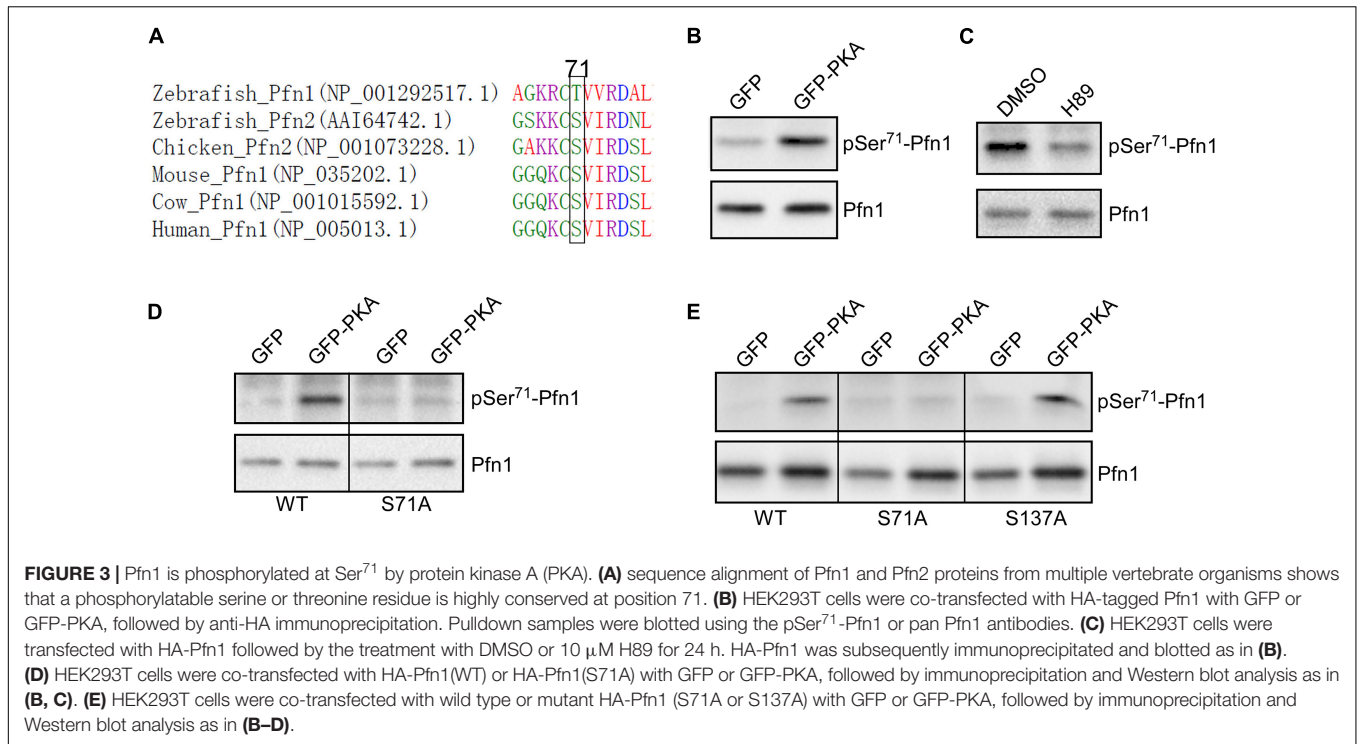 A
71
Zebrafish_Pfn1(NP_001292517.1) AGKRCTVVRDAL
Zebrafish_Pfn2(AAI64742.1) GSKKCSVIRDNL
Chicken_Pfn2(NP_001073228.1) GAKKCSVIRDSL
Mouse_Pfn1(NP_035202.1) GGQKCSVIRDSL
Cow_Pfn1(NP_001015592.1) GGQKCSVIRDSL
Human_Pfn1(NP_005013.1) GGQKCSVIRDSL
B
GFP GFP-PKA
pSer71-Pfn1
Pfn1
C
DMSO H89
pSer71-Pfn1
Pfn1
D
GFP GFP-PKA GFP GFP-PKA
pSer71-Pfn1
Pfn1
WT S71A
E
GFP GFP-PKA GFP GFP-PKA GFP GFP-PKA
pSer71-Pfn1
Pfn1
WT S71A S137A
FIGURE 3 | Pfn1 is phosphorylated at Ser71 by protein kinase A (PKA). (A) sequence alignment of Pfn1 and Pfn2 proteins from multiple vertebrate organisms shows
that a phosphorylatable serine or threonine residue is highly conserved at position 71. (B) HEK293T cells were co-transfected with HA-tagged Pfn1 with GFP or
GFP-PKA, followed by anti-HA immunoprecipitation. Pulldown samples were blotted using the pSer71-Pfn1 or pan Pfn1 antibodies. (C) HEK293T cells were
transfected with HA-Pfn1 followed by the treatment with DMSO or 10 μM H89 for 24 h. HA-Pfn1 was subsequently immunoprecipitated and blotted as in (B).
(D) HEK293T cells were co-transfected with HA-Pfn1(WT) or HA-Pfn1(S71A) with GFP or GFP-PKA, followed by immunoprecipitation and Western blot analysis as in
(B, C). (E) HEK293T cells were co-transfected with wild type or mutant HA-Pfn1 (S71A or S137A) with GFP or GFP-PKA, followed by immunoprecipitation and
Western blot analysis as in (B–D).